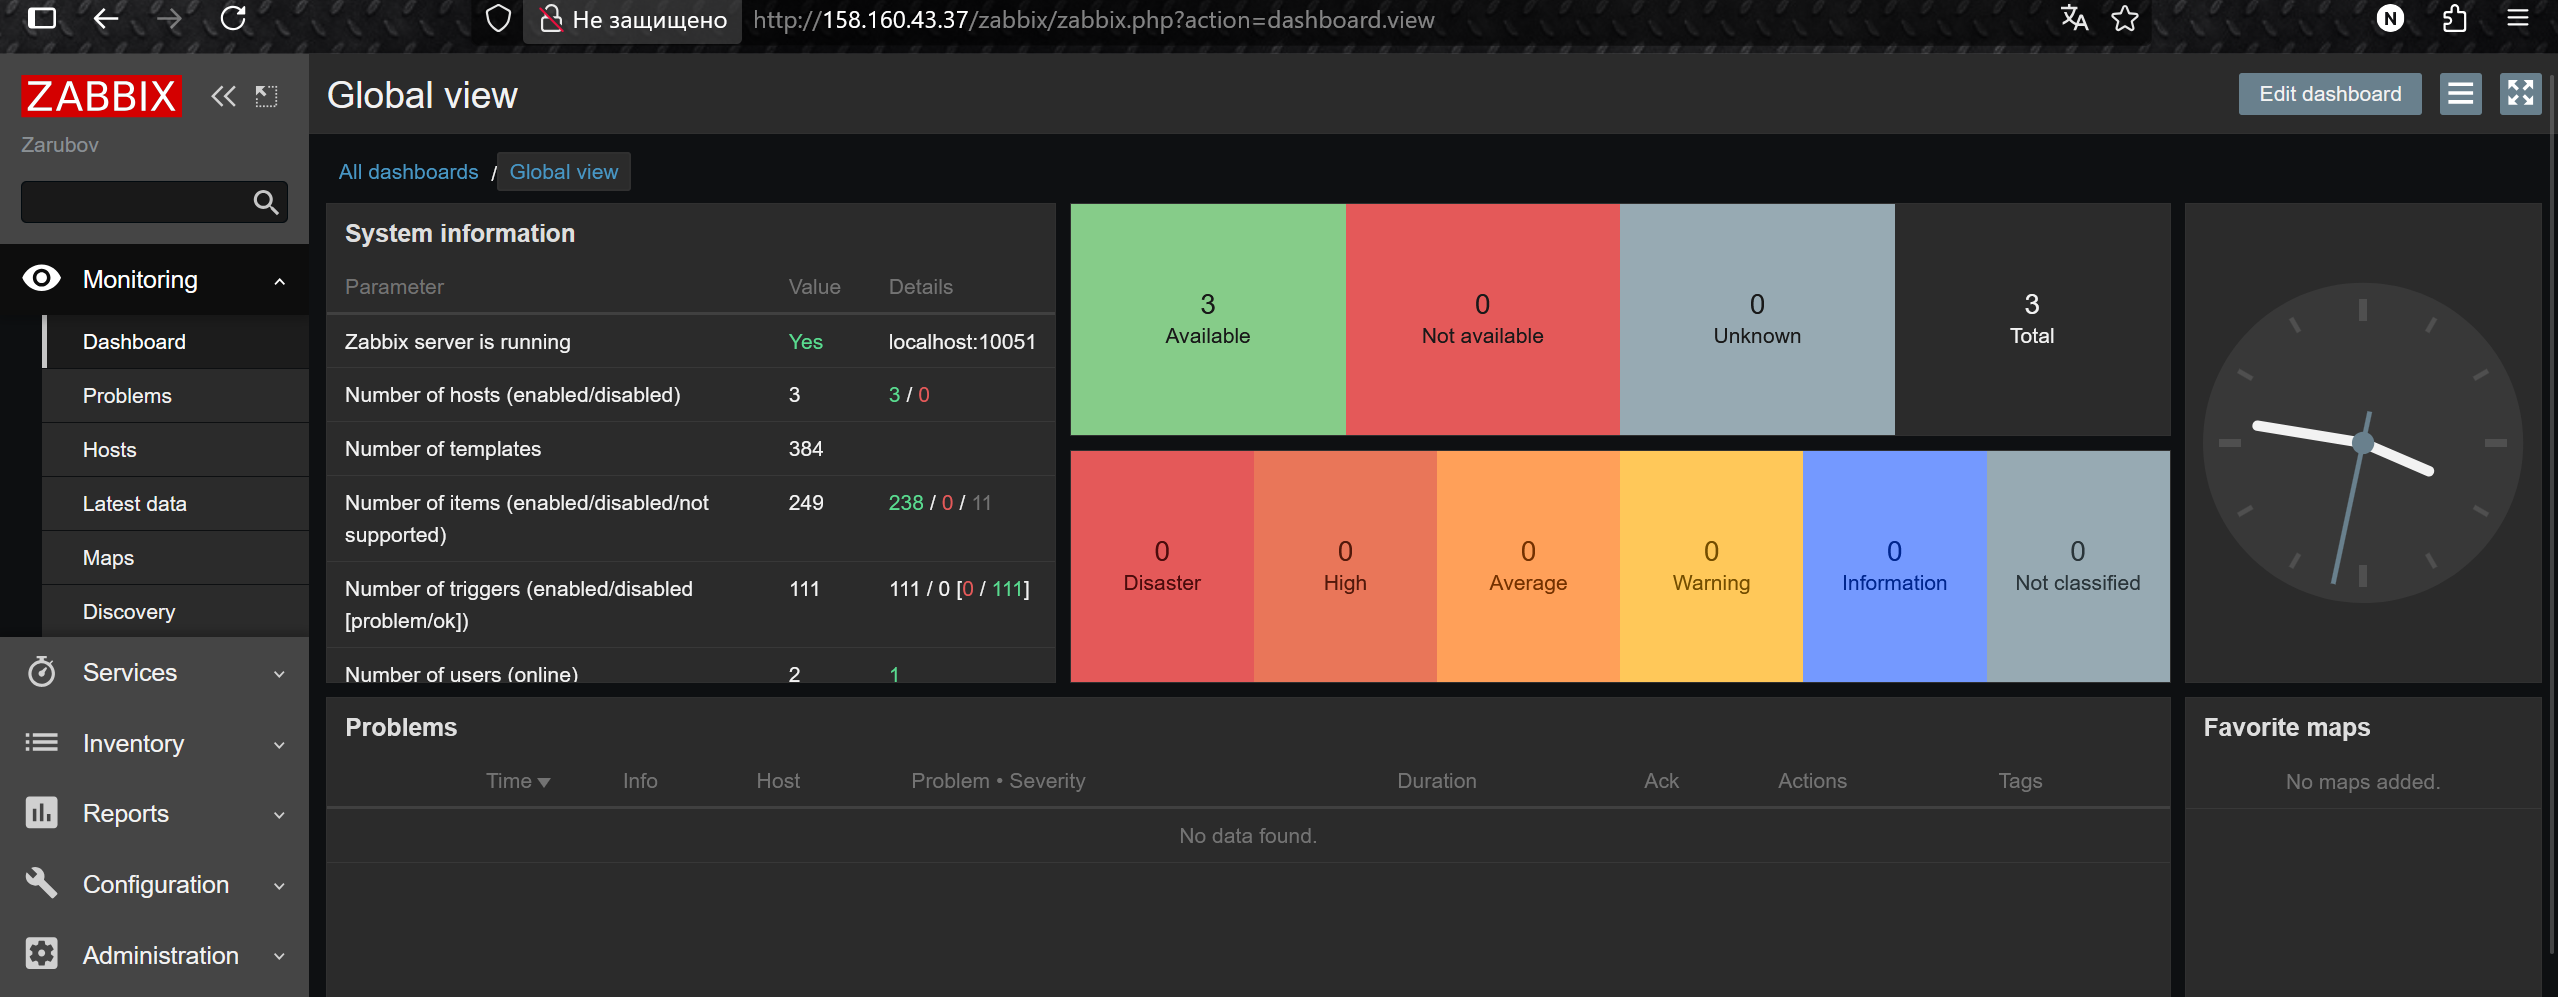 Не защищено
http://158.160.43.37/zabbix/zabbix.php?action=dashboard.view
N
ZABBIX
Zarubov
Monitoring
Dashboard
Problems
Hosts
Latest data
Maps
Discovery
Services
Inventory
Reports
Configuration
Administration
Global view
Edit dashboard
All dashboards / Global view
System information
Parameter Value Details
Zabbix server is running Yes localhost:10051
Number of hosts (enabled/disabled) 3 3 / 0
Number of templates 384
Number of items (enabled/disabled/not 249 238 / 0 / 11
supported)
Number of triggers (enabled/disabled 111 111 / 0 [0 / 111]
[problem/ok])
Number of users (online) 2 1
3 0 0 3
Available Not available Unknown Total
0 0 0 0 0 0
Disaster High Average Warning Information Not classified
Problems
Time Info Host Problem • Severity Duration Ack Actions Tags
No data found.
Favorite maps
No maps added.